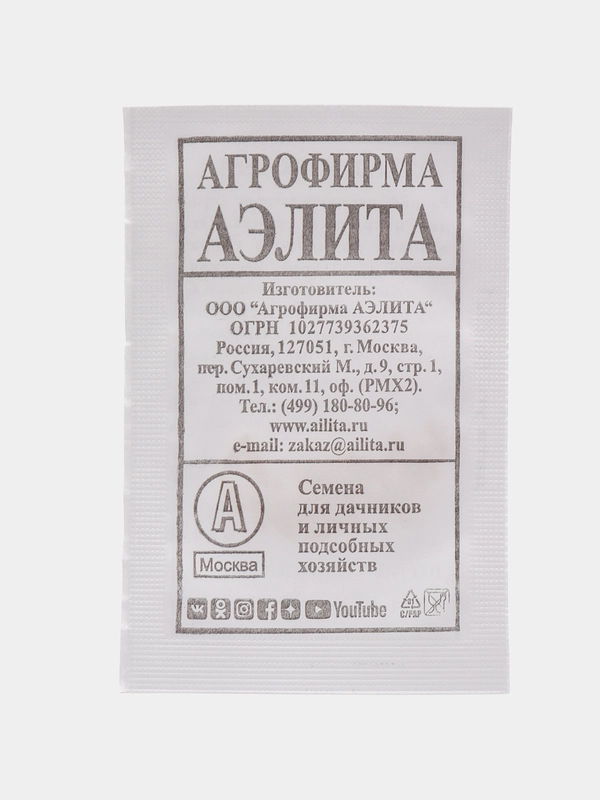 АГРОФИРМА
АЭЛИТА
Изготовитель:
ООО “Агрофирма АЭЛИТА“
ОГРН 1027739362375
Россия, 127051, г. Москва,
пер. Сухаревский М., д. 9, стр. 1,
пом. 1, ком. 11, оф. (РМХ2).
Тел.: (499) 180-80-96;
www.ailita.ru
e-mail: zakaz@ailita.ru
А
Москва
Семена
для дачников
и личных
подсобных
хозяйств
YouTube
C/PAP